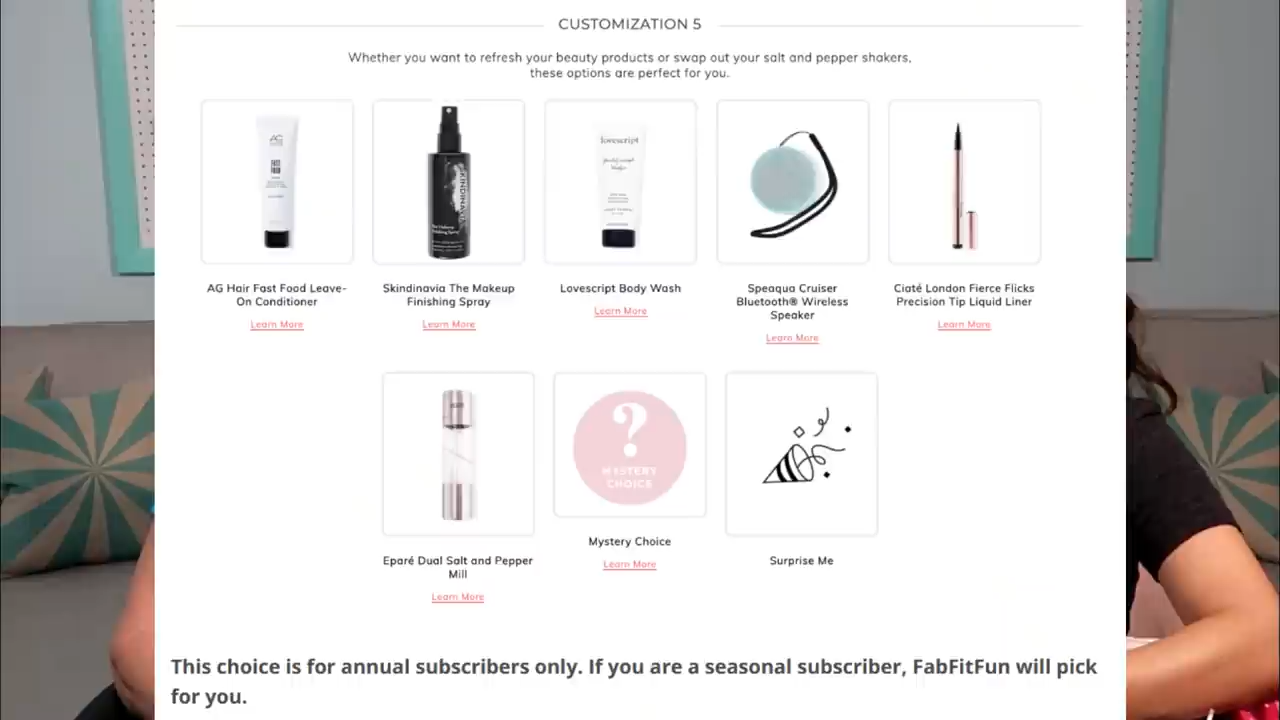 CUSTOMIZATION 5
Whether you want to refresh your beauty products or swap out your salt and pepper shakers,
these options are perfect for you.
AG
FAST
FOOD
SKINDINAVIA
lovescript
AG Hair Fast Food Leave-
On Conditioner
Learn More
Skindinavia The Makeup
Finishing Spray
Learn More
Lovescript Body Wash
Learn More
Speaqua Cruiser
Bluetooth® Wireless
Speaker
Learn More
Ciaté London Fierce Flicks
Precision Tip Liquid Liner
Learn More
?
MYSTERY
CHOICE
Eparé Dual Salt and Pepper
Mill
Learn More
Mystery Choice
Learn More
Surprise Me
This choice is for annual subscribers only. If you are a seasonal subscriber, FabFitFun will pick
for you.